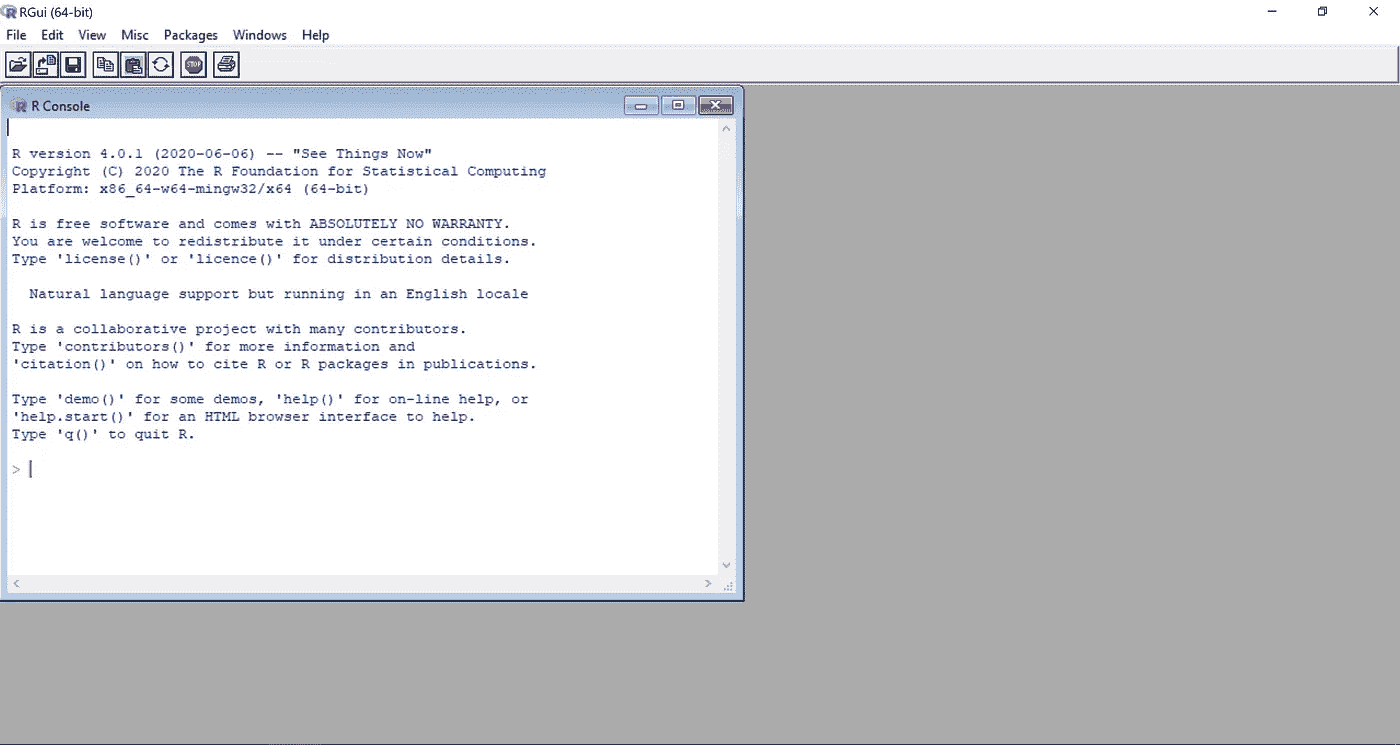 RGui (64-bit)
File Edit View Misc Packages Windows Help
STOP
R Console
R version 4.0.1 (2020-06-06) -- "See Things Now"
Copyright (C) 2020 The R Foundation for Statistical Computing
Platform: x86_64-w64-mingw32/x64 (64-bit)
R is free software and comes with ABSOLUTELY NO WARRANTY.
You are welcome to redistribute it under certain conditions.
Type 'license()' or 'licence()' for distribution details.
Natural language support but running in an English locale
R is a collaborative project with many contributors.
Type 'contributors()' for more information and
'citation()' on how to cite R or R packages in publications.
Type 'demo()' for some demos, 'help()' for on-line help, or
'help.start()' for an HTML browser interface to help.
Type 'q()' to quit R.
>